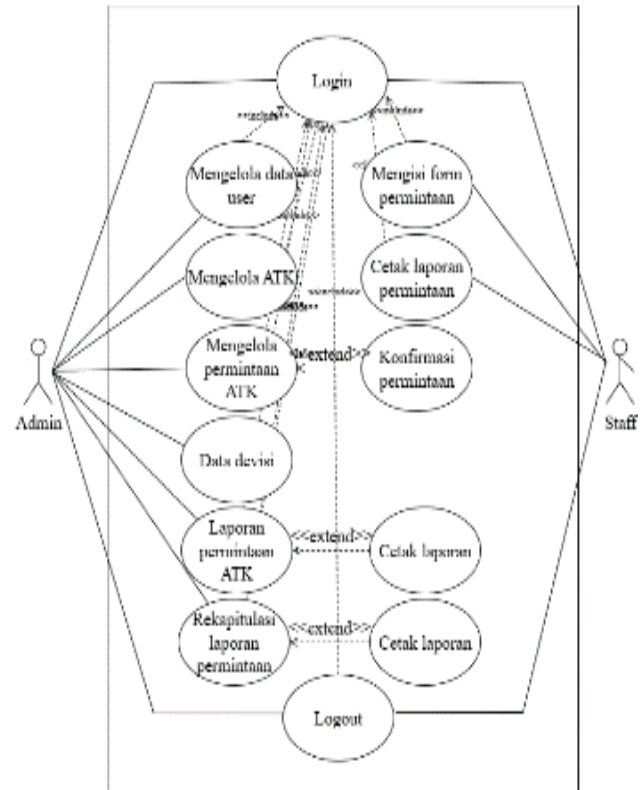 Login
<<include>>
Mengelola data
user
Mengisi form
permintaan
Mengelola ATK
Cetak laporan
permintaan
Mengelola
permintaan
ATK
<<extend>>
Konfirmasi
permintaan
Admin
Staff
Data devisi
Laporan
permintaan
ATK
<<extend>>
Cetak laporan
Rekapitulasi
laporan
permintaan
<<extend>>
Cetak laporan
Logout